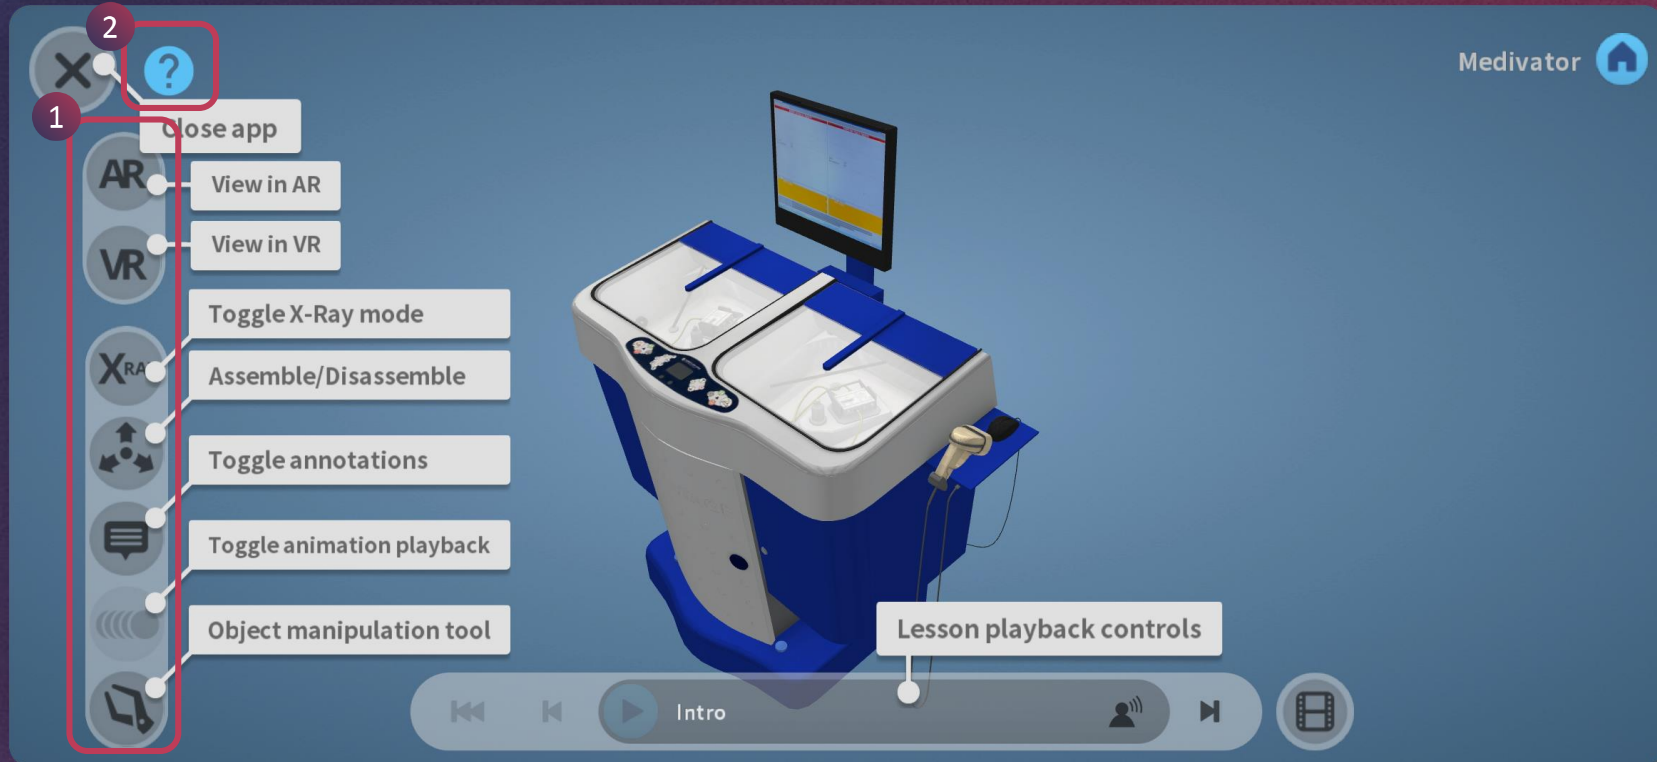 2
?
Medivator
1
Close app
AR
View in AR
VR
View in VR
Toggle X-Ray mode
XRA
Assemble/Disassemble
Toggle annotations
Toggle animation playback
Object manipulation tool
Lesson playback controls
Intro